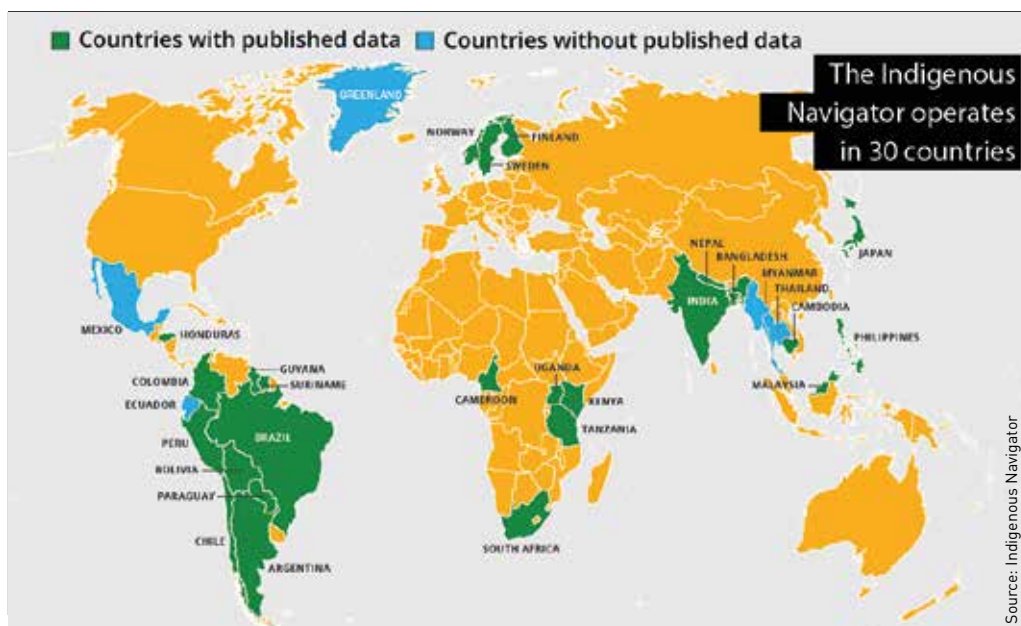 Countries with published data
Countries without published data
The Indigenous
Navigator operates
in 30 countries
GREENLAND
NORWAY
FINLAND
SWEDEN
JAPAN
NEPAL
BANGLADESH
MYANMAR
THAILAND
CAMBODIA
INDIA
PHILIPPINES
MALAYSIA
MEXICO
HONDURAS
GUYANA
SURINAME
COLOMBIA
ECUADOR
PERU
BRAZIL
BOLIVIA
PARAGUAY
CHILE
ARGENTINA
UGANDA
CAMEROON
KENYA
TANZANIA
SOUTH AFRICA
Source: Indigenous Navigator